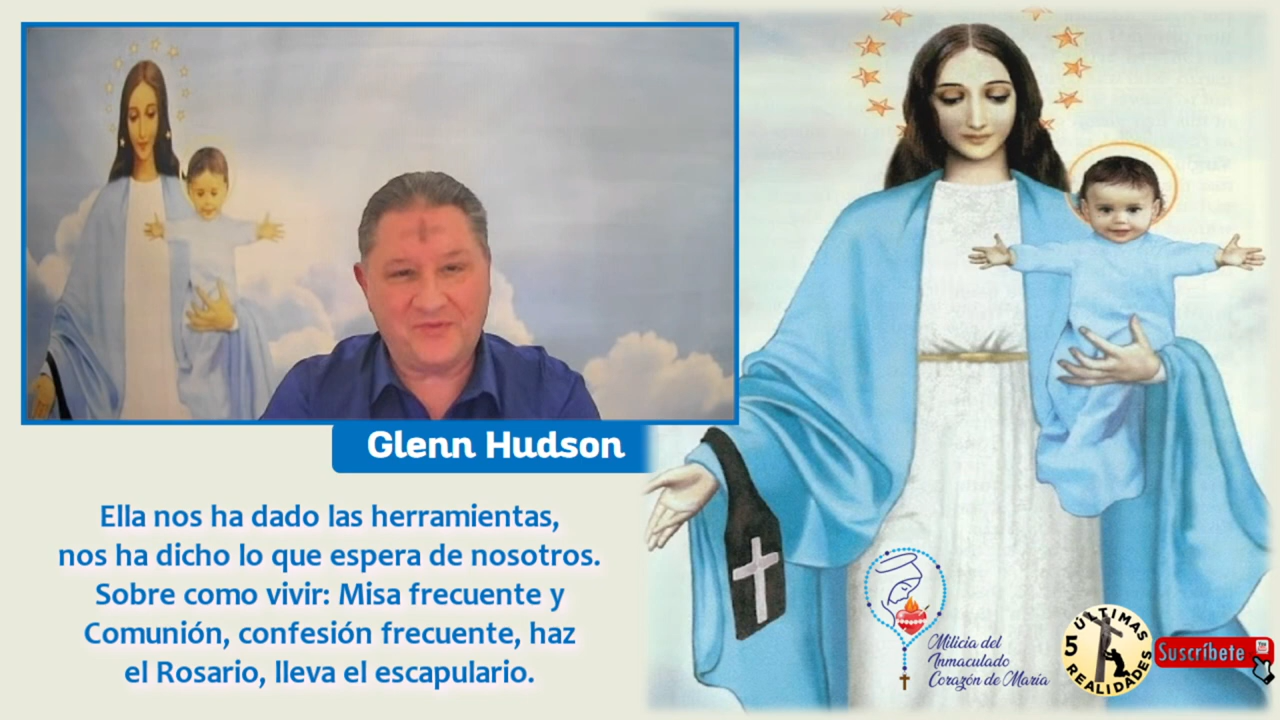 Glenn Hudson
Ella nos ha dado las herramientas,
nos ha dicho lo que espera de nosotros.
Sobre como vivir: Misa frecuente y
Comunión, confesión frecuente, haz
el Rosario, lleva el escapulario.
Milicia del
Inmaculado
Corazón de María
5 ÚLTIMAS
REALIDADES
Suscríbete